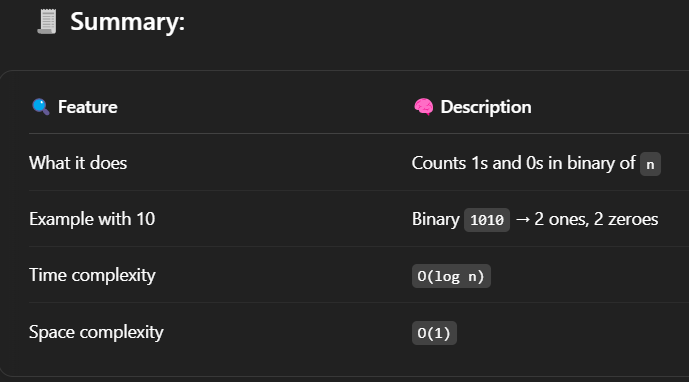 🧾 Summary:
🔍 Feature 🧠 Description
What it does Counts 1s and 0s in binary of n
Example with 10 Binary 1010 → 2 ones, 2 zeroes
Time complexity O(log n)
Space complexity O(1)